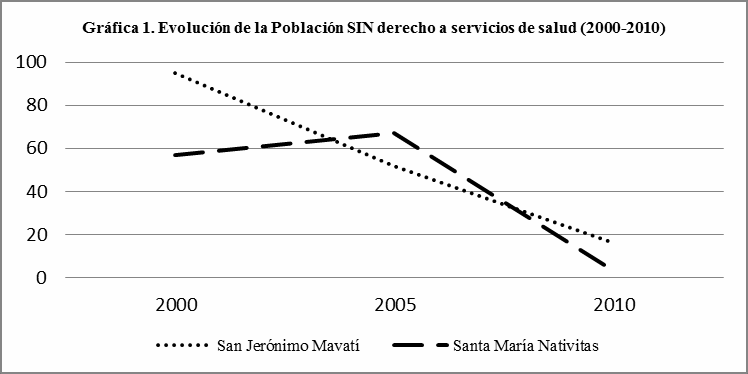 Gráfica 1. Evolución de la Población SIN derecho a servicios de salud (2000-2010)
100
80
60
40
20
0
2000 2005 2010
San Jerónimo Mavatí Santa María Nativitas